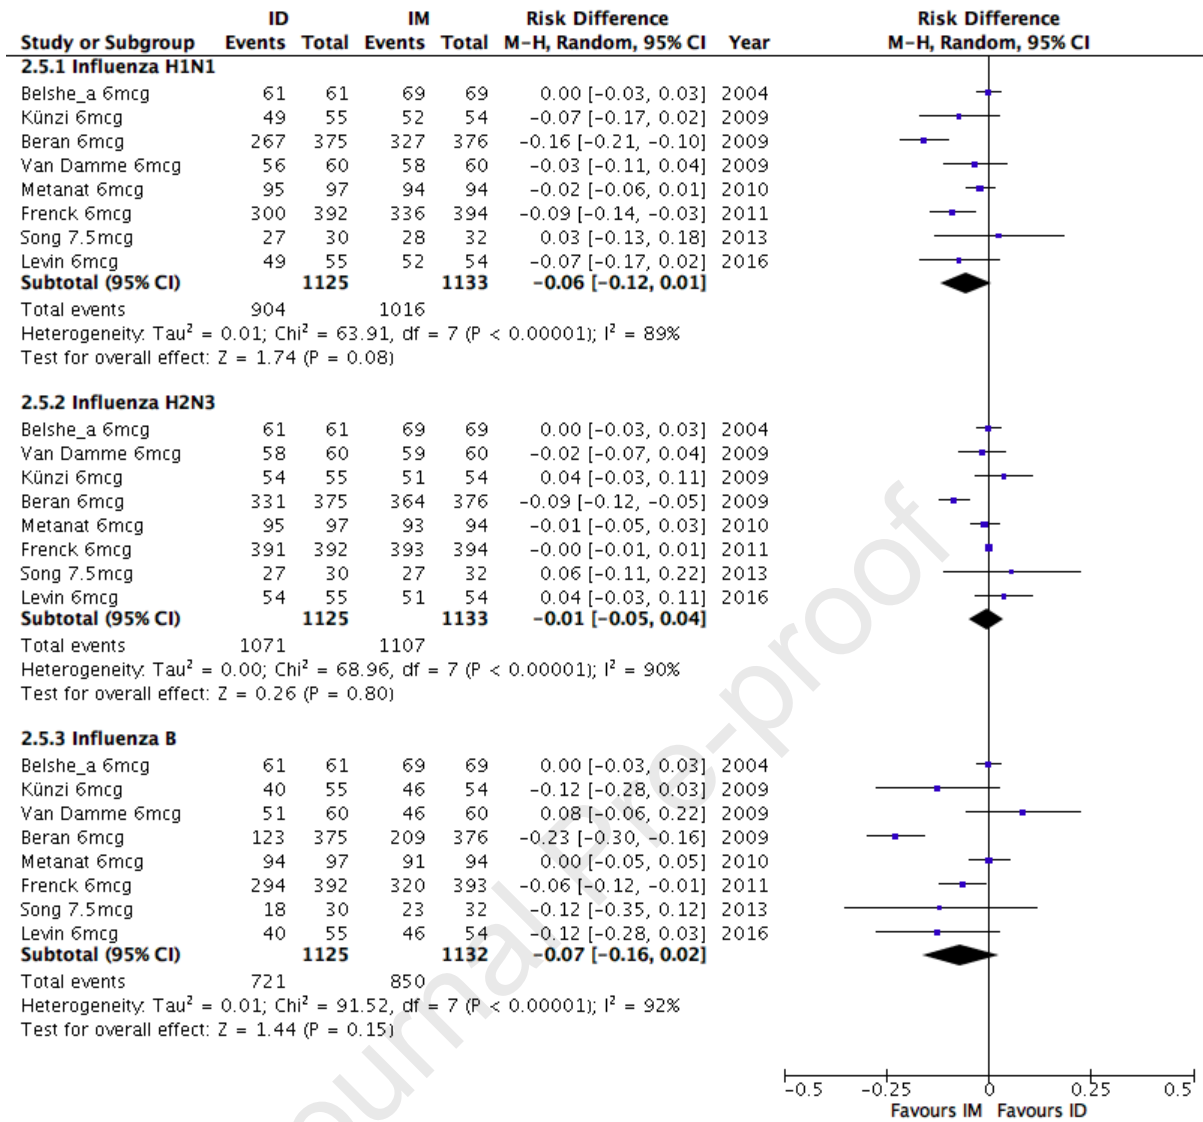 ID IM Risk Difference Risk Difference
Study or Subgroup Events Total Events Total M-H, Random, 95% CI Year M-H, Random, 95% CI
2.5.1 Influenza H1N1
Belshe_a 6mcg 61 61 69 69 0.00 [-0.03, 0.03] 2004
Künzi 6mcg 49 55 52 54 -0.07 [-0.17, 0.02] 2009
Beran 6mcg 267 375 327 376 -0.16 [-0.21, -0.10] 2009
Van Damme 6mcg 56 60 58 60 -0.03 [-0.11, 0.04] 2009
Metanat 6mcg 95 97 94 94 -0.02 [-0.06, 0.01] 2010
Frenck 6mcg 300 392 336 394 -0.09 [-0.14, -0.03] 2011
Song 7.5mcg 27 30 28 32 0.03 [-0.13, 0.18] 2013
Levin 6mcg 49 55 52 54 -0.07 [-0.17, 0.02] 2016
Subtotal (95% CI) 1125 1133 -0.06 [-0.12, 0.01]
Total events 904 1016
Heterogeneity: Tau² = 0.01; Chi² = 63.91, df = 7 (P < 0.00001); I² = 89%
Test for overall effect: Z = 1.74 (P = 0.08)
2.5.2 Influenza H2N3
Belshe_a 6mcg 61 61 69 69 0.00 [-0.03, 0.03] 2004
Van Damme 6mcg 58 60 59 60 -0.02 [-0.07, 0.04] 2009
Künzi 6mcg 54 55 51 54 0.04 [-0.03, 0.11] 2009
Beran 6mcg 331 375 364 376 -0.09 [-0.12, -0.05] 2009
Metanat 6mcg 95 97 93 94 -0.01 [-0.05, 0.03] 2010
Frenck 6mcg 391 392 393 394 -0.00 [-0.01, 0.01] 2011
Song 7.5mcg 27 30 27 32 0.06 [-0.11, 0.22] 2013
Levin 6mcg 54 55 51 54 0.04 [-0.03, 0.11] 2016
Subtotal (95% CI) 1125 1133 -0.01 [-0.05, 0.04]
Total events 1071 1107
Heterogeneity: Tau² = 0.00; Chi² = 68.96, df = 7 (P < 0.00001); I² = 90%
Test for overall effect: Z = 0.26 (P = 0.80)
2.5.3 Influenza B
Belshe_a 6mcg 61 61 69 69 0.00 [-0.03, 0.03] 2004
Künzi 6mcg 40 55 46 54 -0.12 [-0.28, 0.03] 2009
Van Damme 6mcg 51 60 46 60 0.08 [-0.06, 0.22] 2009
Beran 6mcg 123 375 209 376 -0.23 [-0.30, -0.16] 2009
Metanat 6mcg 94 97 91 94 0.00 [-0.05, 0.05] 2010
Frenck 6mcg 294 392 320 393 -0.06 [-0.12, -0.01] 2011
Song 7.5mcg 18 30 23 32 -0.12 [-0.35, 0.12] 2013
Levin 6mcg 40 55 46 54 -0.12 [-0.28, 0.03] 2016
Subtotal (95% CI) 1125 1132 -0.07 [-0.16, 0.02]
Total events 721 850
Heterogeneity: Tau² = 0.01; Chi² = 91.52, df = 7 (P < 0.00001); I² = 92%
Test for overall effect: Z = 1.44 (P = 0.15)
-0.5 -0.25 0 0.25 0.5
Favours IM Favours ID
Journal Pre-proof